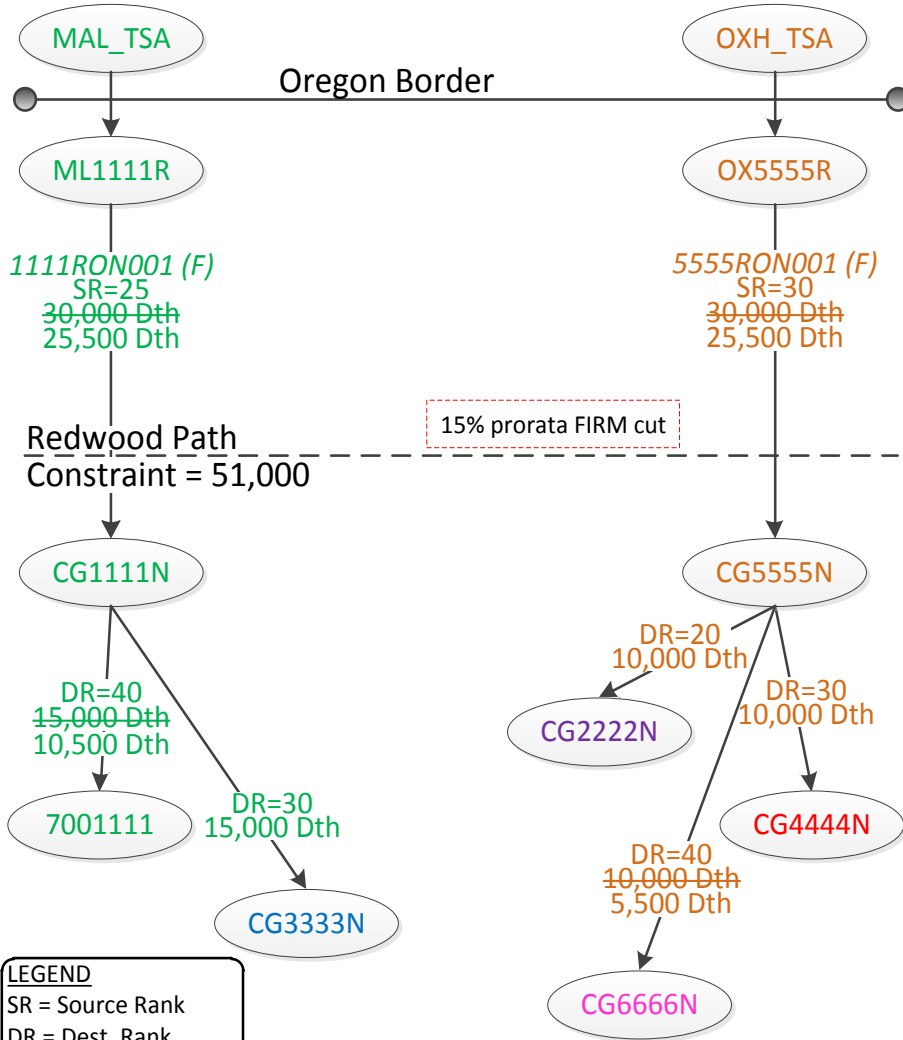 MAL_TSA
OXH_TSA
Oregon Border
ML1111R
OX5555R
1111RON001 (F)
SR=25
30,000 Dth
25,500 Dth
5555RON001 (F)
SR=30
30,000 Dth
25,500 Dth
15% prorata FIRM cut
Redwood Path
Constraint = 51,000
CG1111N
CG5555N
DR=20
10,000 Dth
DR=40
15,000 Dth
10,500 Dth
DR=30
10,000 Dth
CG2222N
DR=30
15,000 Dth
7001111
CG4444N
DR=40
10,000 Dth
5,500 Dth
CG3333N
CG6666N
LEGEND
SR = Source Rank
DR = Dest. Rank